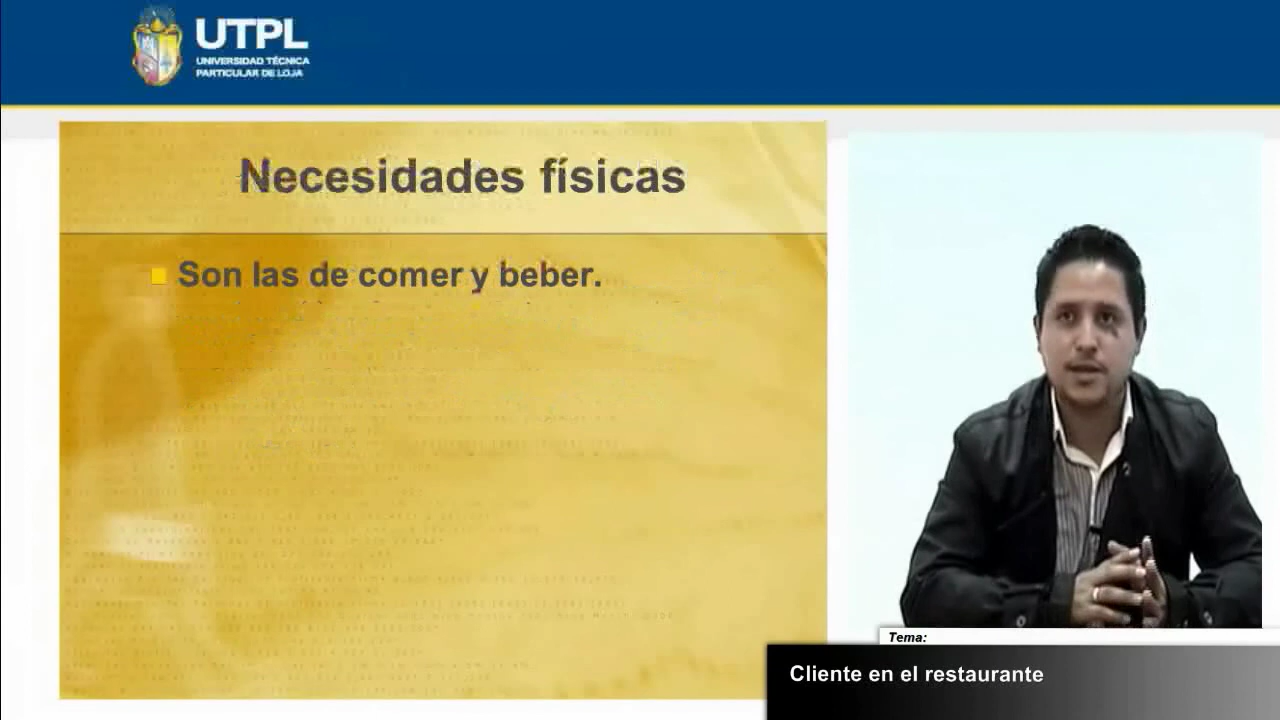 UTPL
UNIVERSIDAD TÉCNICA
PARTICULAR DE LOJA
Necesidades físicas
Son las de comer y beber.
Tema:
Cliente en el restaurante